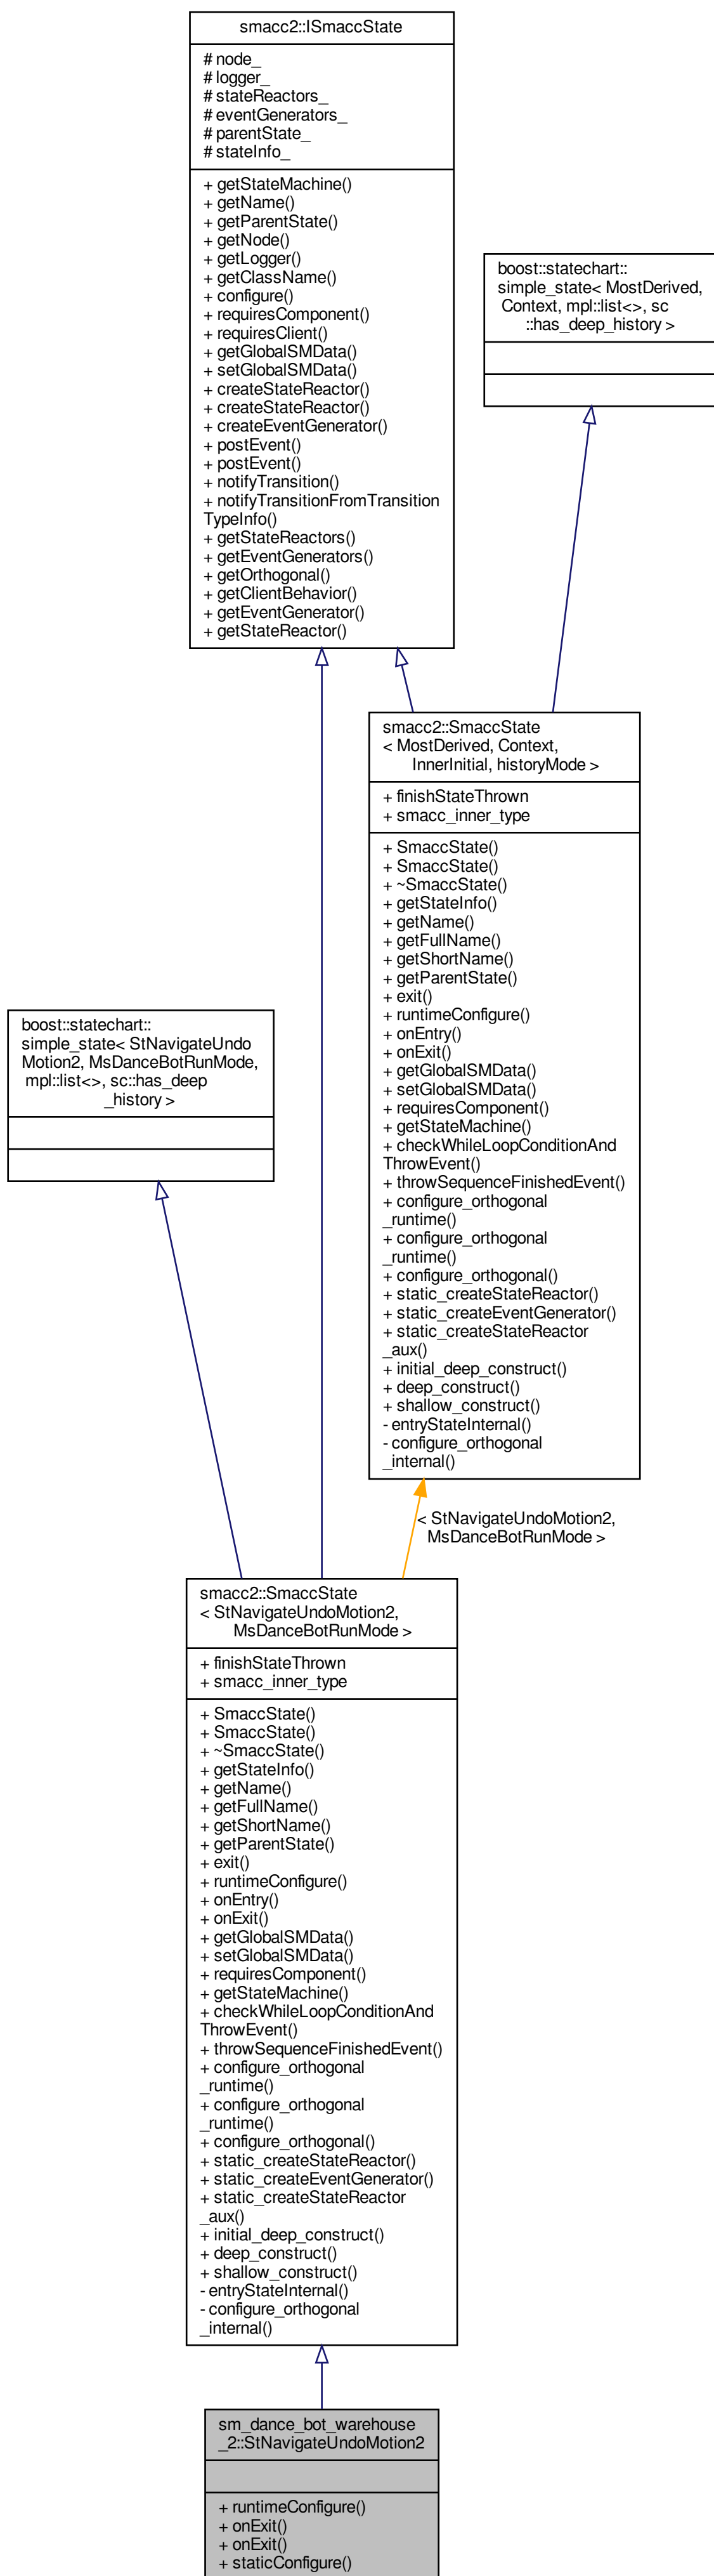 smacc2::ISmaccState
# node_
# logger_
# stateReactors_
# eventGenerators_
# parentState_
# stateInfo_
+ getStateMachine()
+ getName()
+ getParentState()
+ getNode()
+ getLogger()
+ getClassName()
+ configure()
+ requiresComponent()
+ requiresClient()
+ getGlobalSMData()
+ setGlobalSMData()
+ createStateReactor()
+ createStateReactor()
+ createEventGenerator()
+ postEvent()
+ postEvent()
+ notifyTransition()
+ notifyTransitionFromTransition
TypeInfo()
+ getStateReactors()
+ getEventGenerators()
+ getOrthogonal()
+ getClientBehavior()
+ getEventGenerator()
+ getStateReactor()
boost::statechart::
simple_state< MostDerived,
Context, mpl::list<>, sc
::has_deep_history >
smacc2::SmaccState
< MostDerived, Context,
InnerInitial, historyMode >
+ finishStateThrown
+ smacc_inner_type
+ SmaccState()
+ SmaccState()
+ ~SmaccState()
+ getStateInfo()
+ getName()
+ getFullName()
+ getShortName()
+ getParentState()
+ exit()
+ runtimeConfigure()
+ onEntry()
+ onExit()
+ getGlobalSMData()
+ setGlobalSMData()
+ requiresComponent()
+ getStateMachine()
+ checkWhileLoopConditionAnd
ThrowEvent()
+ throwSequenceFinishedEvent()
+ configure_orthogonal
_runtime()
+ configure_orthogonal
_runtime()
+ configure_orthogonal()
+ static_createStateReactor()
+ static_createEventGenerator()
+ static_createStateReactor
_aux()
+ initial_deep_construct()
+ deep_construct()
+ shallow_construct()
- entryStateInternal()
- configure_orthogonal
_internal()
boost::statechart::
simple_state< StNavigateUndo
Motion2, MsDanceBotRunMode,
mpl::list<>, sc::has_deep
_history >
< StNavigateUndoMotion2,
MsDanceBotRunMode >
smacc2::SmaccState
< StNavigateUndoMotion2,
MsDanceBotRunMode >
+ finishStateThrown
+ smacc_inner_type
+ SmaccState()
+ SmaccState()
+ ~SmaccState()
+ getStateInfo()
+ getName()
+ getFullName()
+ getShortName()
+ getParentState()
+ exit()
+ runtimeConfigure()
+ onEntry()
+ onExit()
+ getGlobalSMData()
+ setGlobalSMData()
+ requiresComponent()
+ getStateMachine()
+ checkWhileLoopConditionAnd
ThrowEvent()
+ throwSequenceFinishedEvent()
+ configure_orthogonal
_runtime()
+ configure_orthogonal
_runtime()
+ configure_orthogonal()
+ static_createStateReactor()
+ static_createEventGenerator()
+ static_createStateReactor
_aux()
+ initial_deep_construct()
+ deep_construct()
+ shallow_construct()
- entryStateInternal()
- configure_orthogonal
_internal()
sm_dance_bot_warehouse
_2::StNavigateUndoMotion2
+ runtimeConfigure()
+ onExit()
+ onExit()
+ staticConfigure()